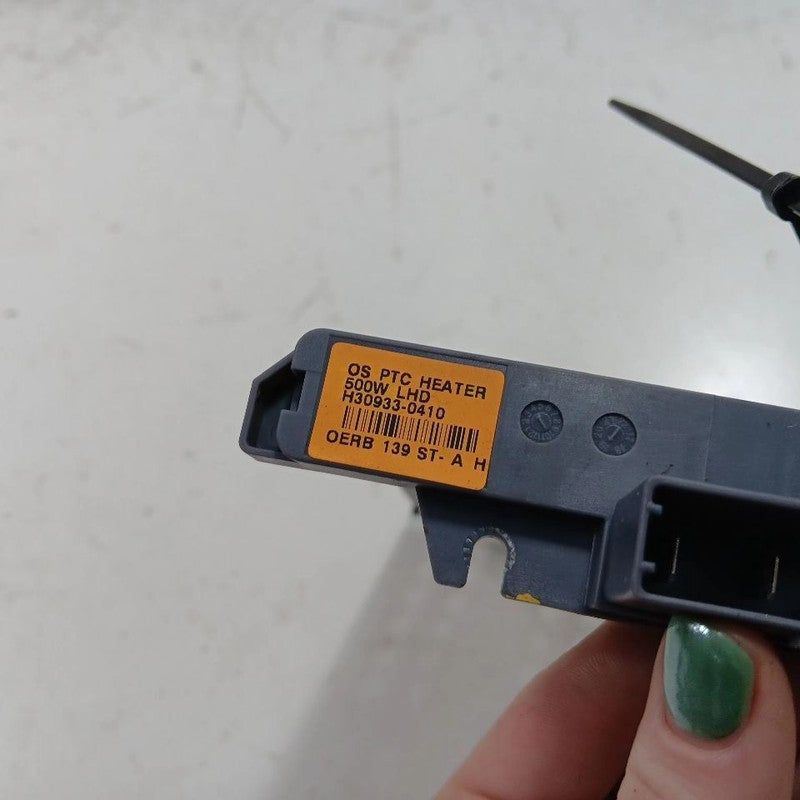 OS PTC HEATER
500W LHD
H30933-0410
OERB 139 ST- A H